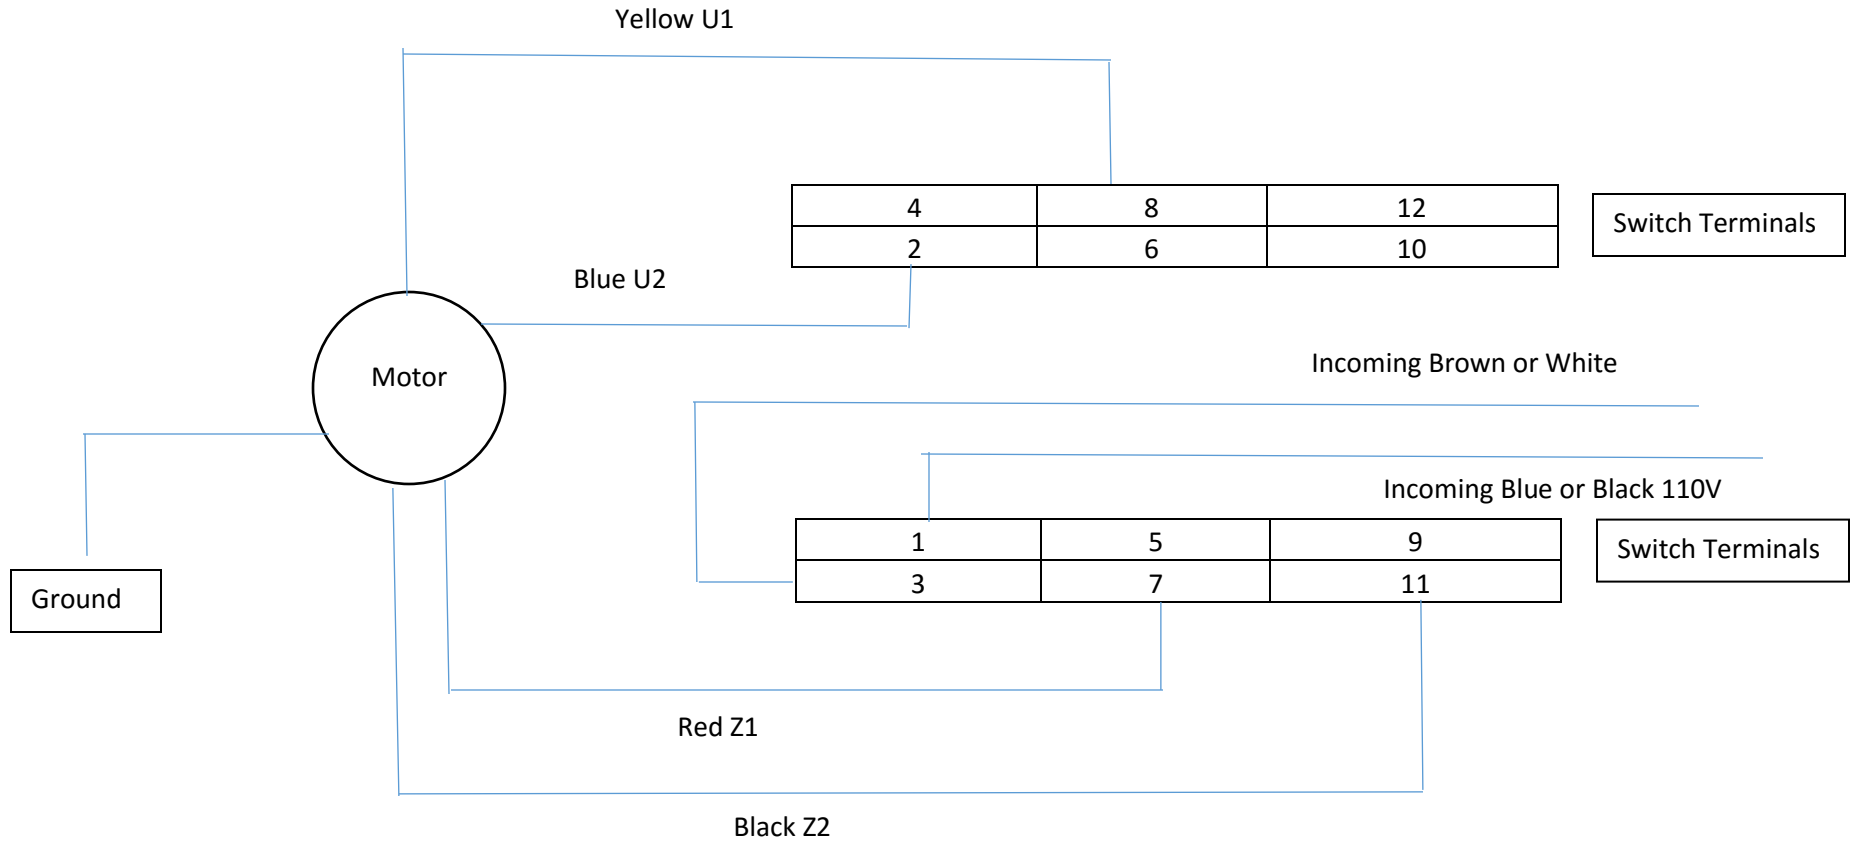 Yellow U1
4 8 12
Switch Terminals
2 6 10
Blue U2
Incoming Brown or White
Motor
Incoming Blue or Black 110V
1 5 9
Switch Terminals
3 7 11
Ground
Red Z1
Black Z2